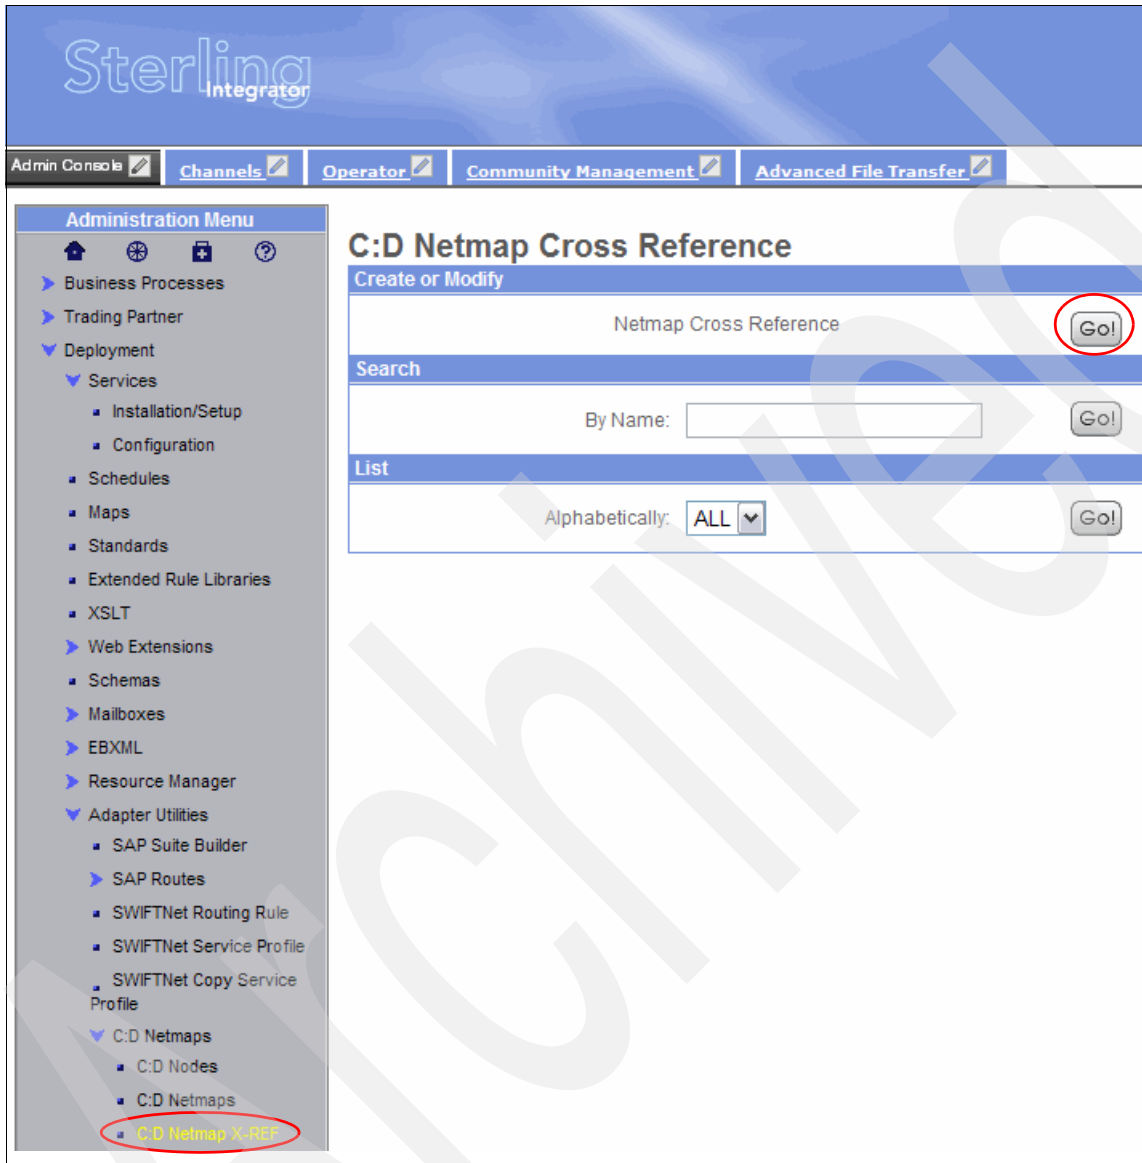 Sterling
Integrator
Admin Console
Channels
Operator
Community Management
Advanced File Transfer
Administration Menu
Business Processes
Trading Partner
Deployment
Services
Installation/Setup
Configuration
Schedules
Maps
Standards
Extended Rule Libraries
XSLT
Web Extensions
Schemas
Mailboxes
EBXML
Resource Manager
Adapter Utilities
SAP Suite Builder
SAP Routes
SWIFTNet Routing Rule
SWIFTNet Service Profile
SWIFTNet Copy Service
Profile
C:D Netmaps
C:D Nodes
C:D Netmaps
C:D Netmap X-REF
C:D Netmap Cross Reference
Create or Modify
Netmap Cross Reference Go!
Search
By Name: Go!
List
Alphabetically: ALL Go!
Archived